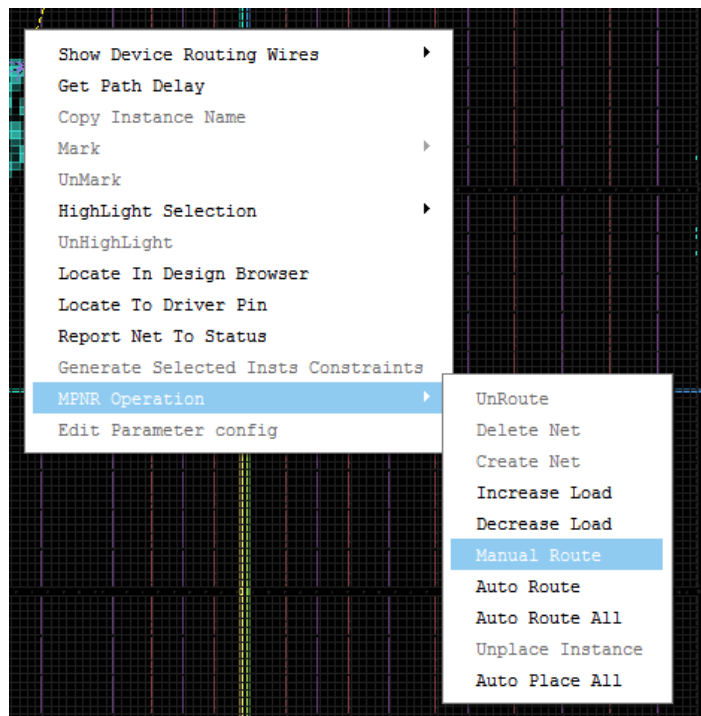 Show Device Routing Wires
Get Path Delay
Copy Instance Name
Mark
UnMark
HighLight Selection
UnHighLight
Locate In Design Browser
Locate To Driver Pin
Report Net To Status
Generate Selected Insts Constraints
MPNR Operation
Edit Parameter config
UnRoute
Delete Net
Create Net
Increase Load
Decrease Load
Manual Route
Auto Route
Auto Route All
Unplace Instance
Auto Place All